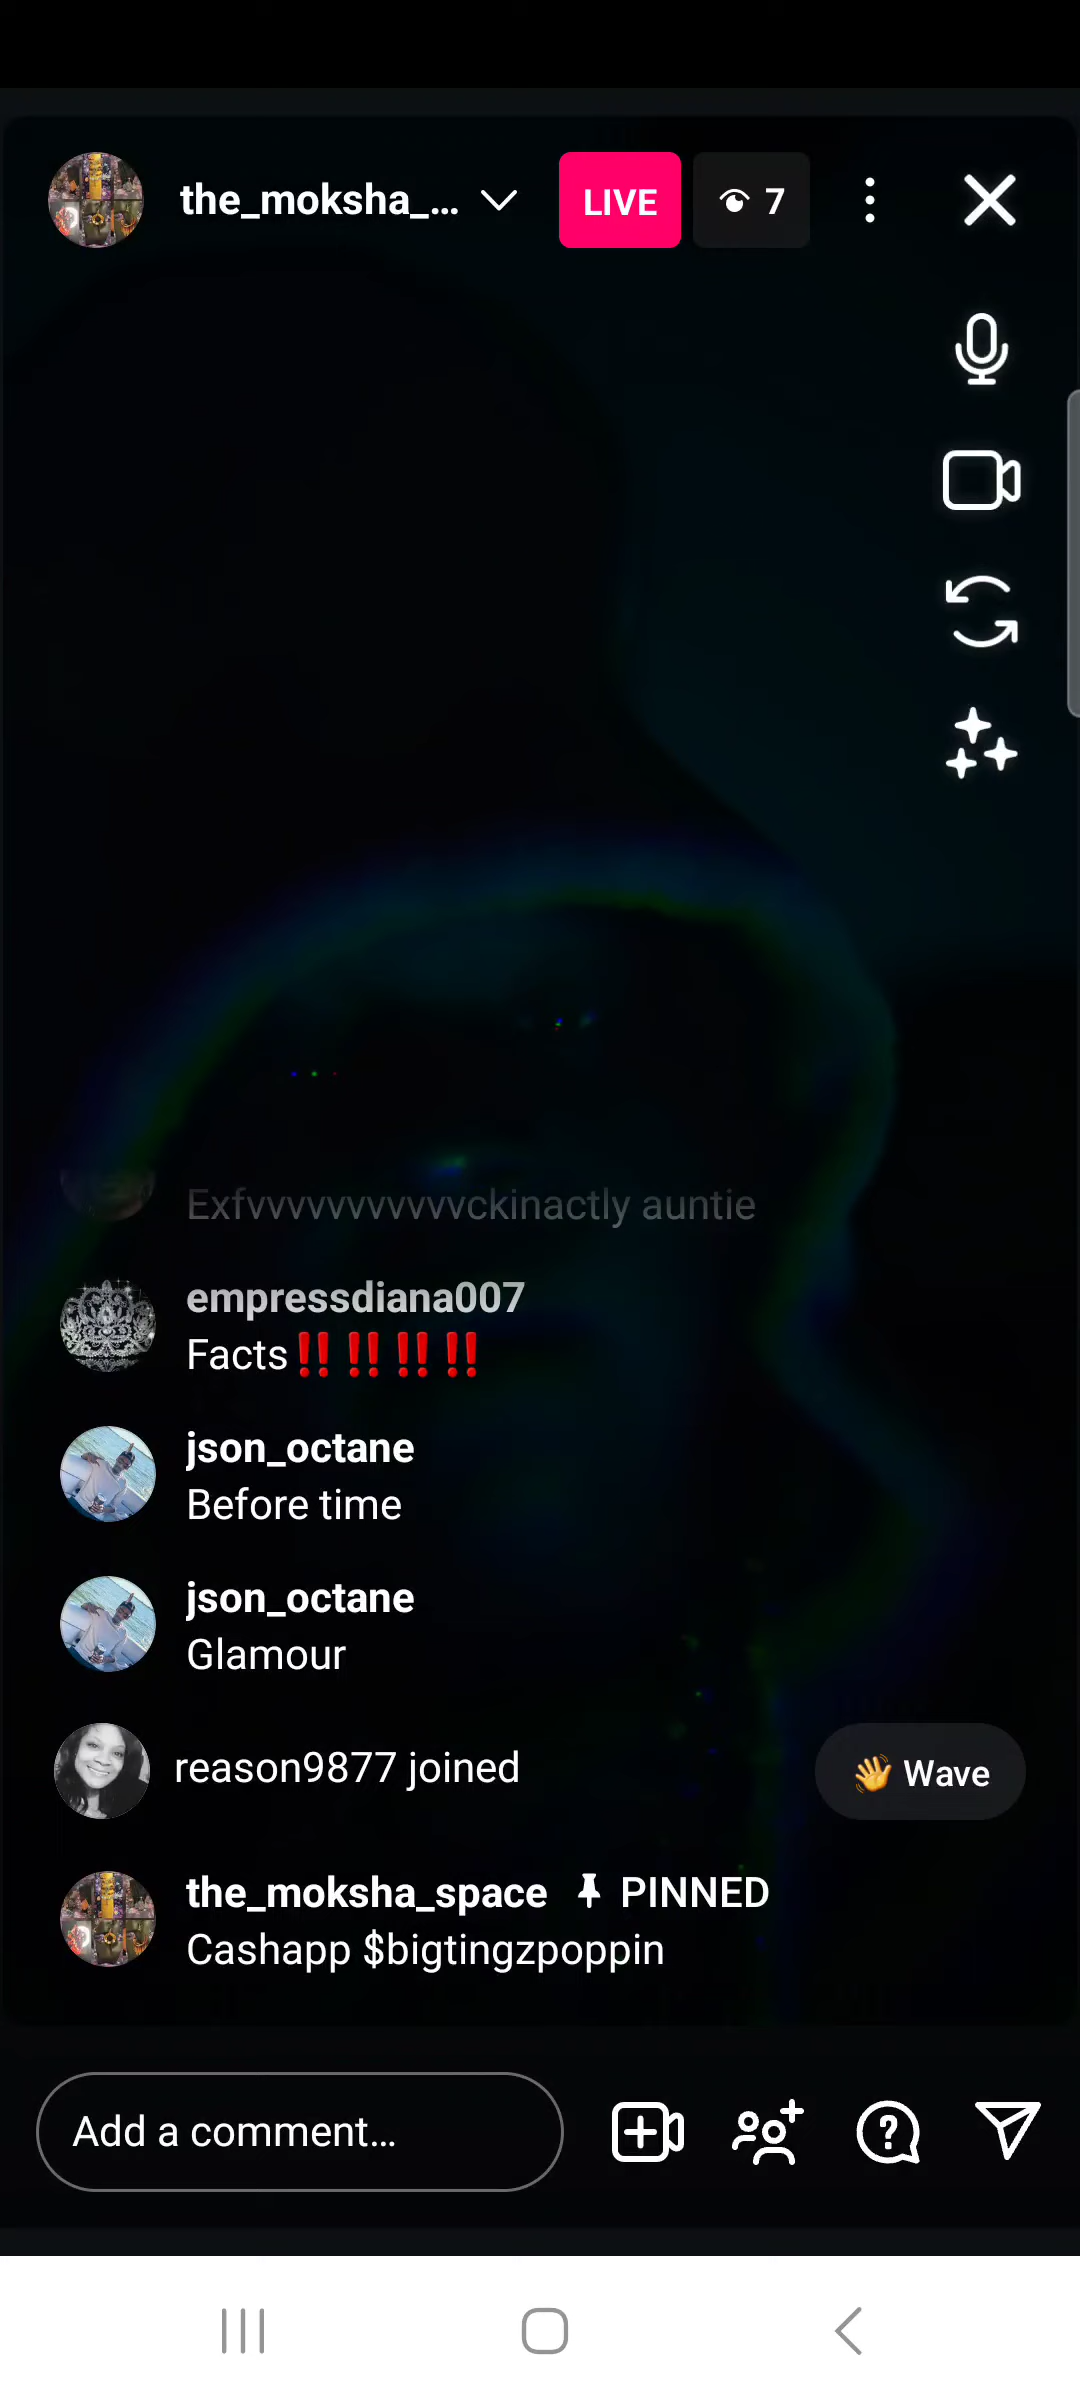 the_moksha_... LIVE 7
Exfvvvvvvvvvvvckinactly auntie
empressdiana007
Facts‼️‼️‼️‼️
json_octane
Before time
json_octane
Glamour
reason9877 joined
👋 Wave
the_moksha_space PINNED
Cashapp $bigtingzpoppin
Add a comment...